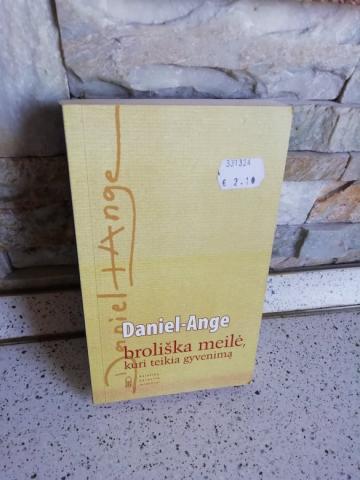 331324
€ 2.10
Daniel+Ange
Daniel-Ange
broliška meilė,
kuri teikia gyvenimą